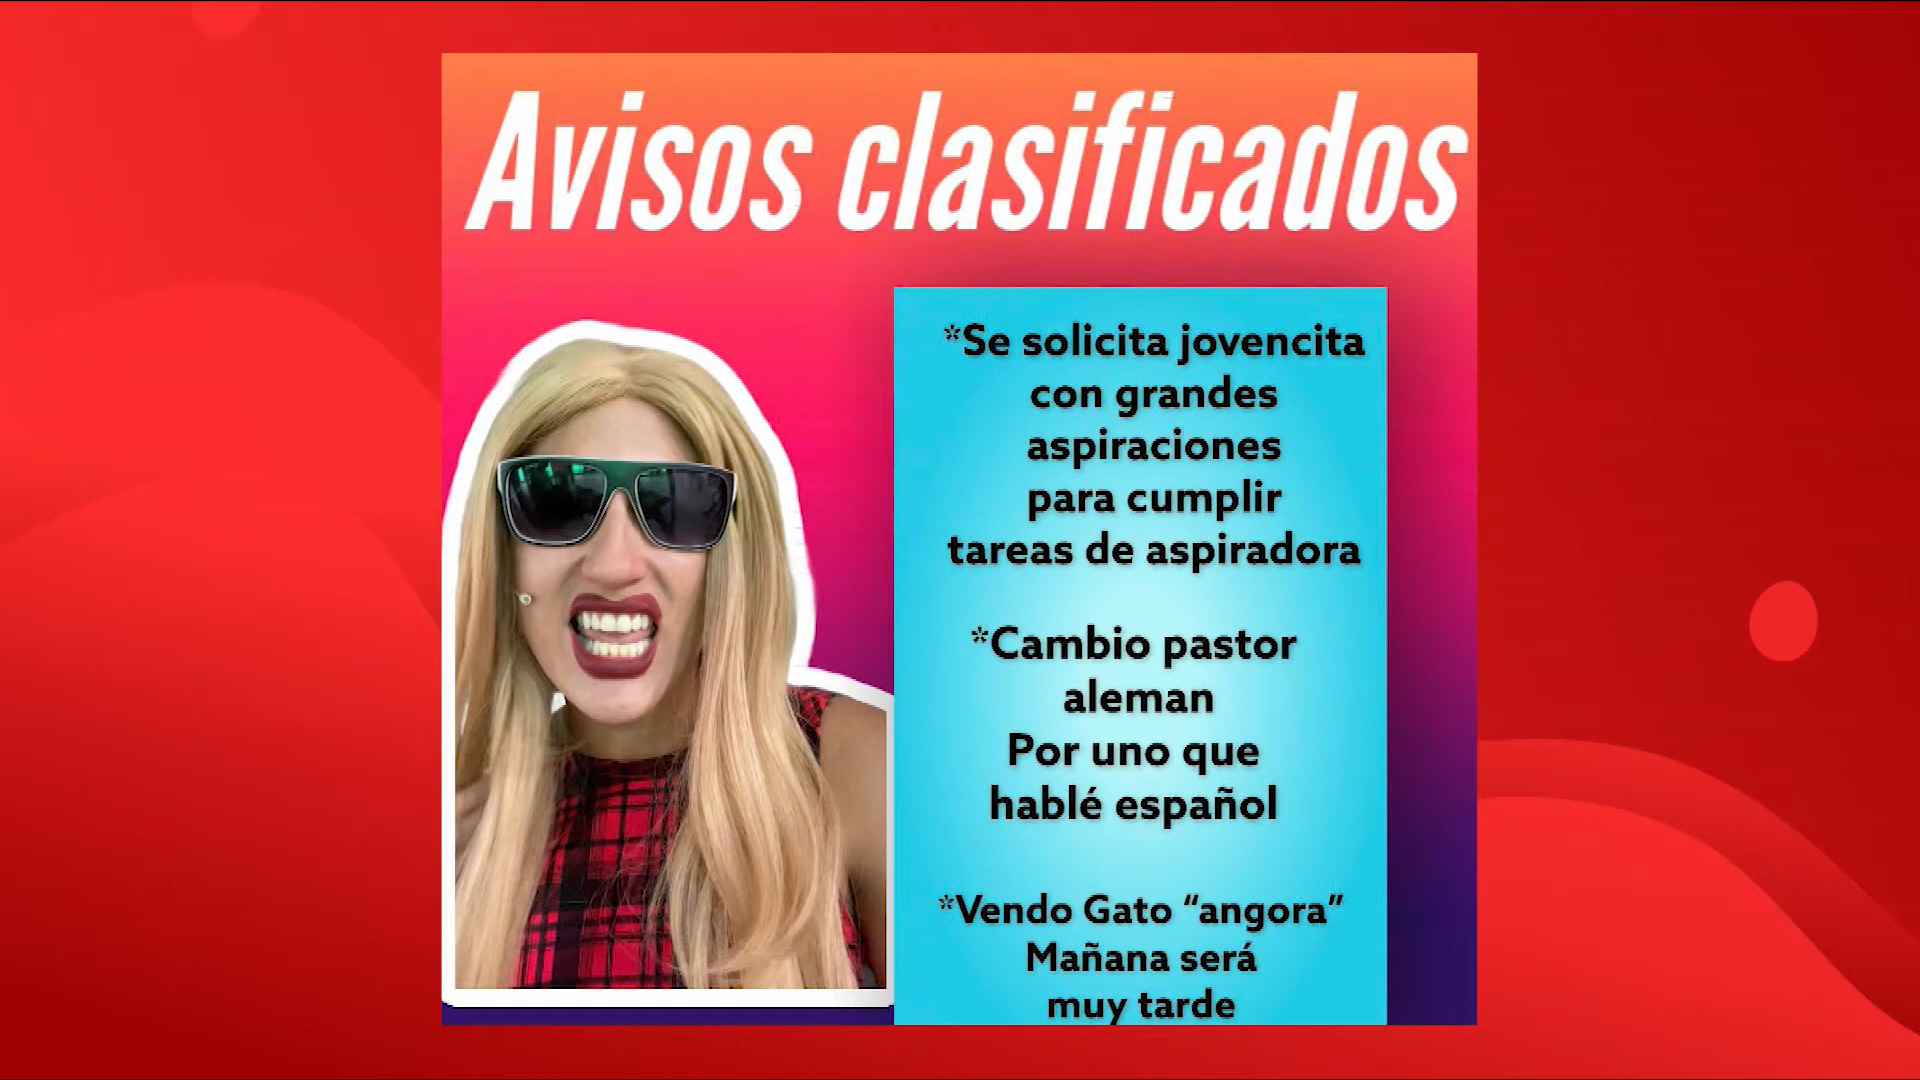 Avisos clasificados
*Se solicita jovencita
con grandes
aspiraciones
para cumplir
tareas de aspiradora
*Cambio pastor
aleman
Por uno que
hablé español
*Vendo Gato “angora”
Mañana será
muy tarde